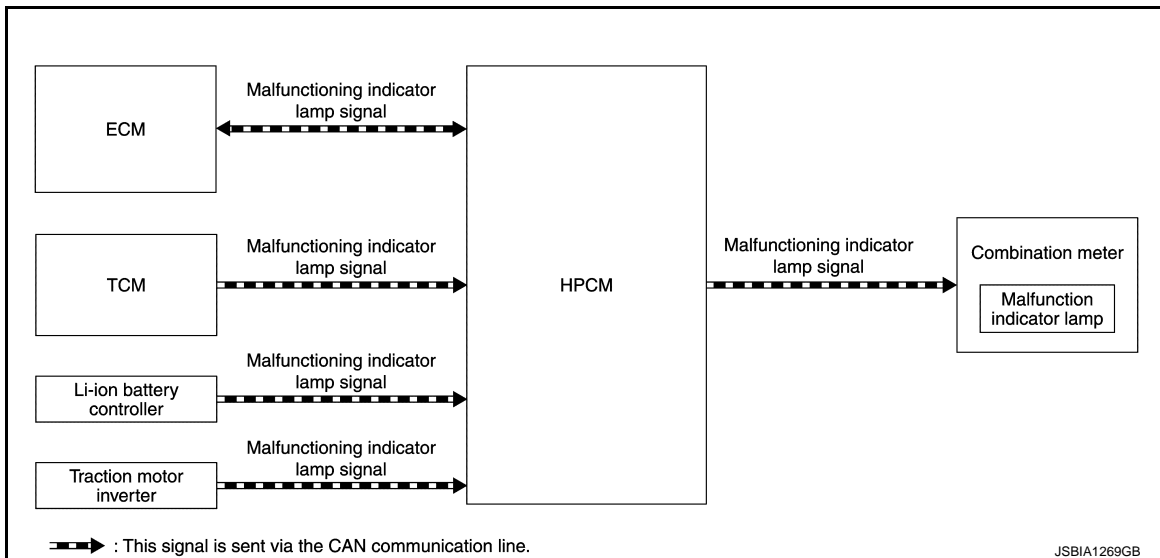 Malfunctioning indicator
lamp signal
ECM
Malfunctioning indicator
lamp signal
TCM
HPCM
Malfunctioning indicator
lamp signal
Combination meter
Malfunction
indicator lamp
Malfunctioning indicator
lamp signal
Li-ion battery
controller
Malfunctioning indicator
lamp signal
Traction motor
inverter
: This signal is sent via the CAN communication line.
JSBIA1269GB